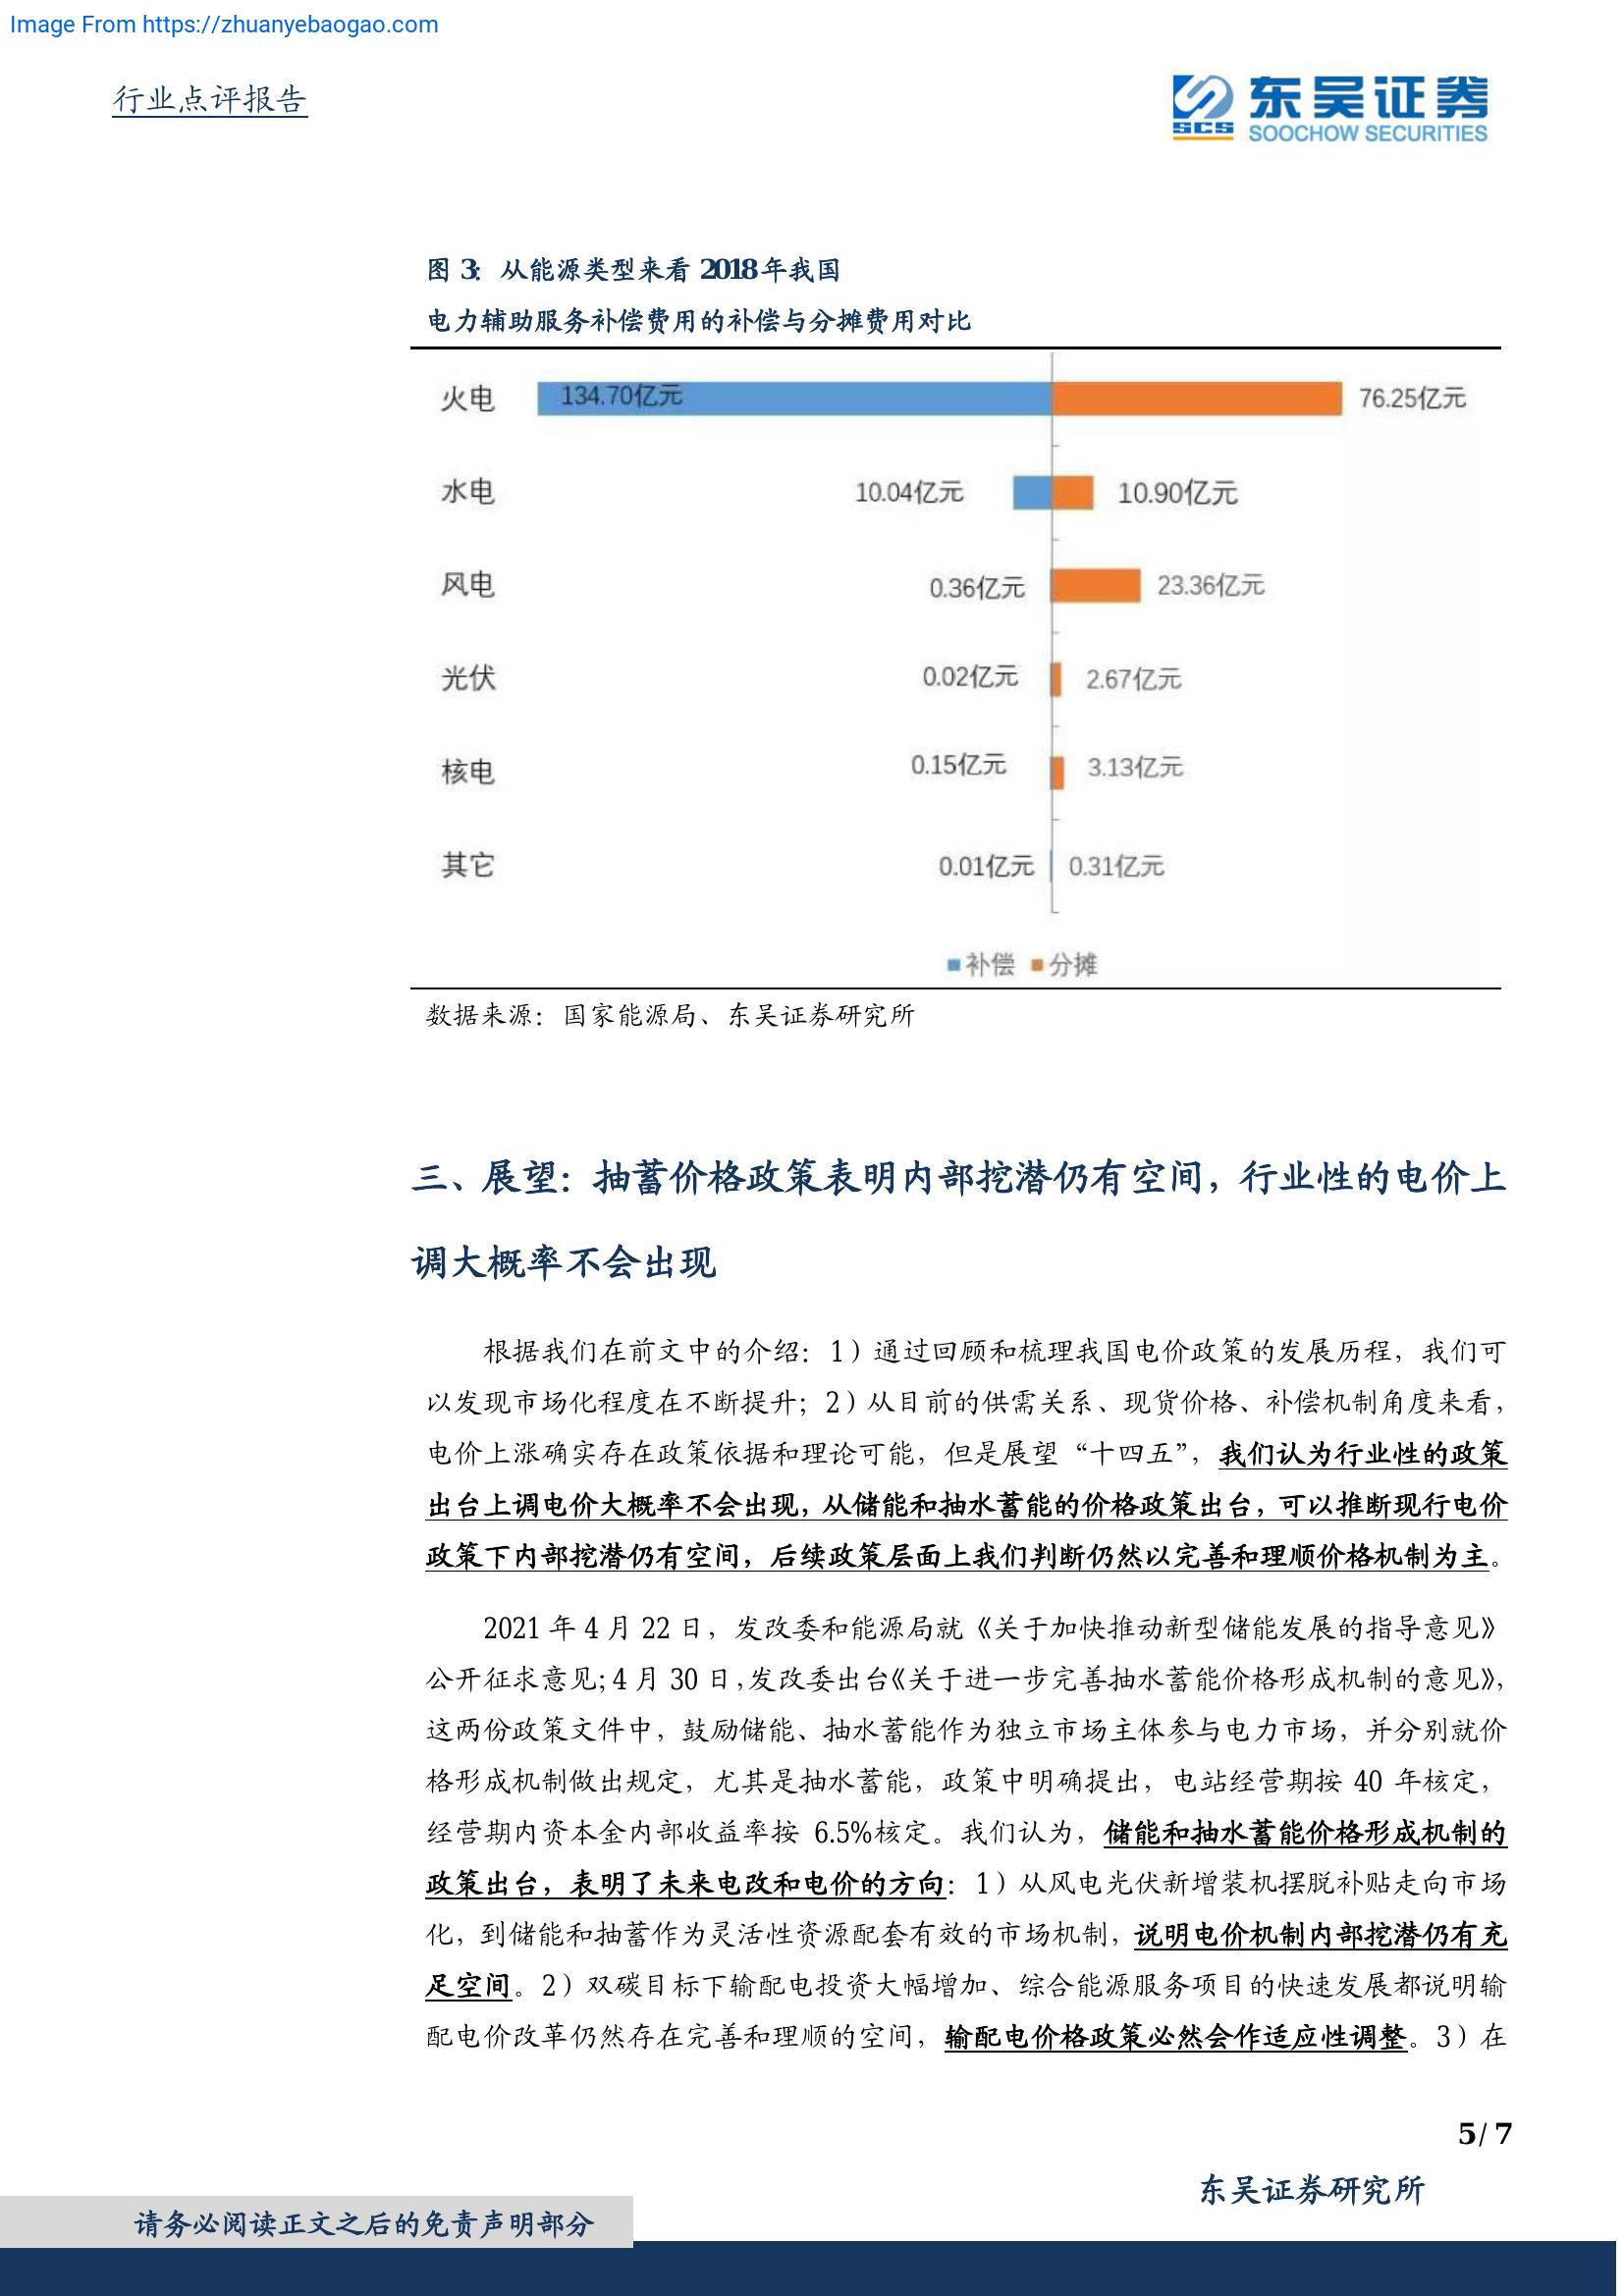 Image From https://zhuanyebaogao.com
行业点评报告
东吴证券
SCS
SOOCHOW SECURITIES
图 3：从能源类型来看 2018 年我国
电力辅助服务补偿费用的补偿与分摊费用对比
火电 134.70亿元 76.25亿元
水电 10.04亿元 10.90亿元
风电 0.36亿元 23.36亿元
光伏 0.02亿元 2.67亿元
核电 0.15亿元 3.13亿元
其它 0.01亿元 0.31亿元
补偿 分摊
数据来源：国家能源局、东吴证券研究所
三、展望：抽蓄价格政策表明内部挖潜仍有空间，行业性的电价上
调大概率不会出现
根据我们在前文中的介绍：1）通过回顾和梳理我国电价政策的发展历程，我们可
以发现市场化程度在不断提升；2）从目前的供需关系、现货价格、补偿机制角度来看，
电价上涨确实存在政策依据和理论可能，但是展望“十四五”，我们认为行业性的政策
出台上调电价大概率不会出现，从储能和抽水蓄能的价格政策出台，可以推断现行电价
政策下内部挖潜仍有空间，后续政策层面上我们判断仍然以完善和理顺价格机制为主。
2021 年 4 月 22 日，发改委和能源局就《关于加快推动新型储能发展的指导意见》
公开征求意见；4 月 30 日，发改委出台《关于进一步完善抽水蓄能价格形成机制的意见》，
这两份政策文件中，鼓励储能、抽水蓄能作为独立市场主体参与电力市场，并分别就价
格形成机制做出规定，尤其是抽水蓄能，政策中明确提出，电站经营期按 40 年核定，
经营期内资本金内部收益率按 6.5%核定。我们认为，储能和抽水蓄能价格形成机制的
政策出台，表明了未来电改和电价的方向：1）从风电光伏新增装机摆脱补贴走向市场
化，到储能和抽蓄作为灵活性资源配套有效的市场机制，说明电价机制内部挖潜仍有充
足空间。2）双碳目标下输配电投资大幅增加、综合能源服务项目的快速发展都说明输
配电价改革仍然存在完善和理顺的空间，输配电价格政策必然会作适应性调整。3）在
5 / 7
东吴证券研究所
请务必阅读正文之后的免责声明部分